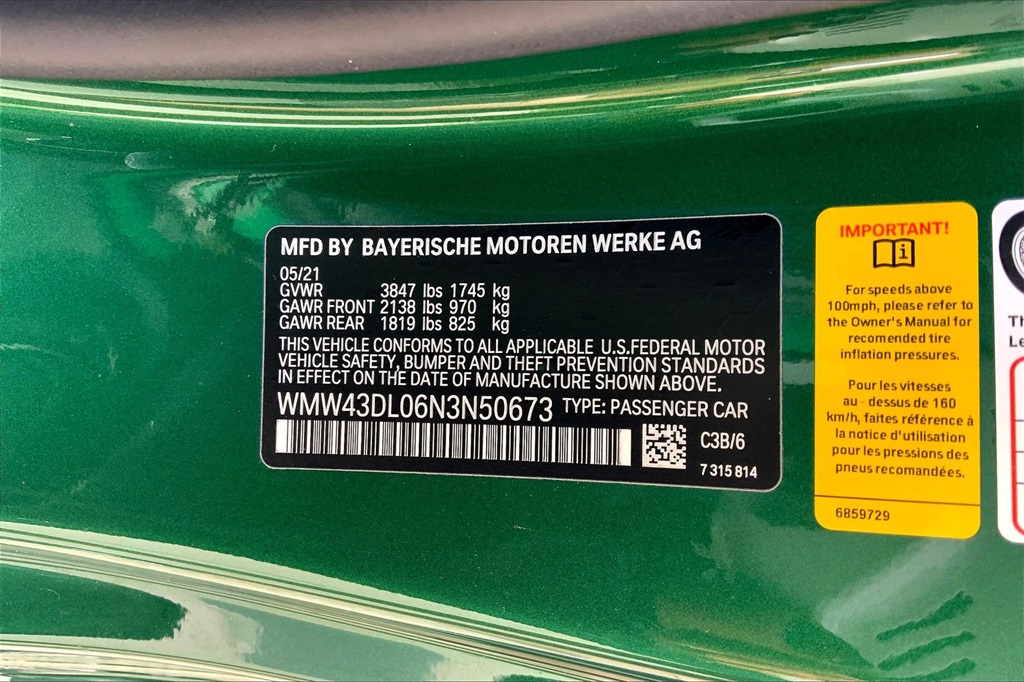 MFD BY BAYERISCHE MOTOREN WERKE AG
05/21
GVWR 3847 lbs 1745 kg
GAWR FRONT 2138 lbs 970 kg
GAWR REAR 1819 lbs 825 kg
THIS VEHICLE CONFORMS TO ALL APPLICABLE U.S.FEDERAL MOTOR
VEHICLE SAFETY, BUMPER AND THEFT PREVENTION STANDARDS
IN EFFECT ON THE DATE OF MANUFACTURE SHOWN ABOVE.
WMW43DL06N3N50673 TYPE: PASSENGER CAR
C3B/6
7 315 814
IMPORTANT!
For speeds above
100mph, please refer to
the Owner's Manual for
recomended tire
inflation pressures.
Pour les vitesses
au - dessus de 160
km/h, faites référence à
la notice d'utilisation
pour les pressions des
pneus recomandées.
6859729
Th
Le